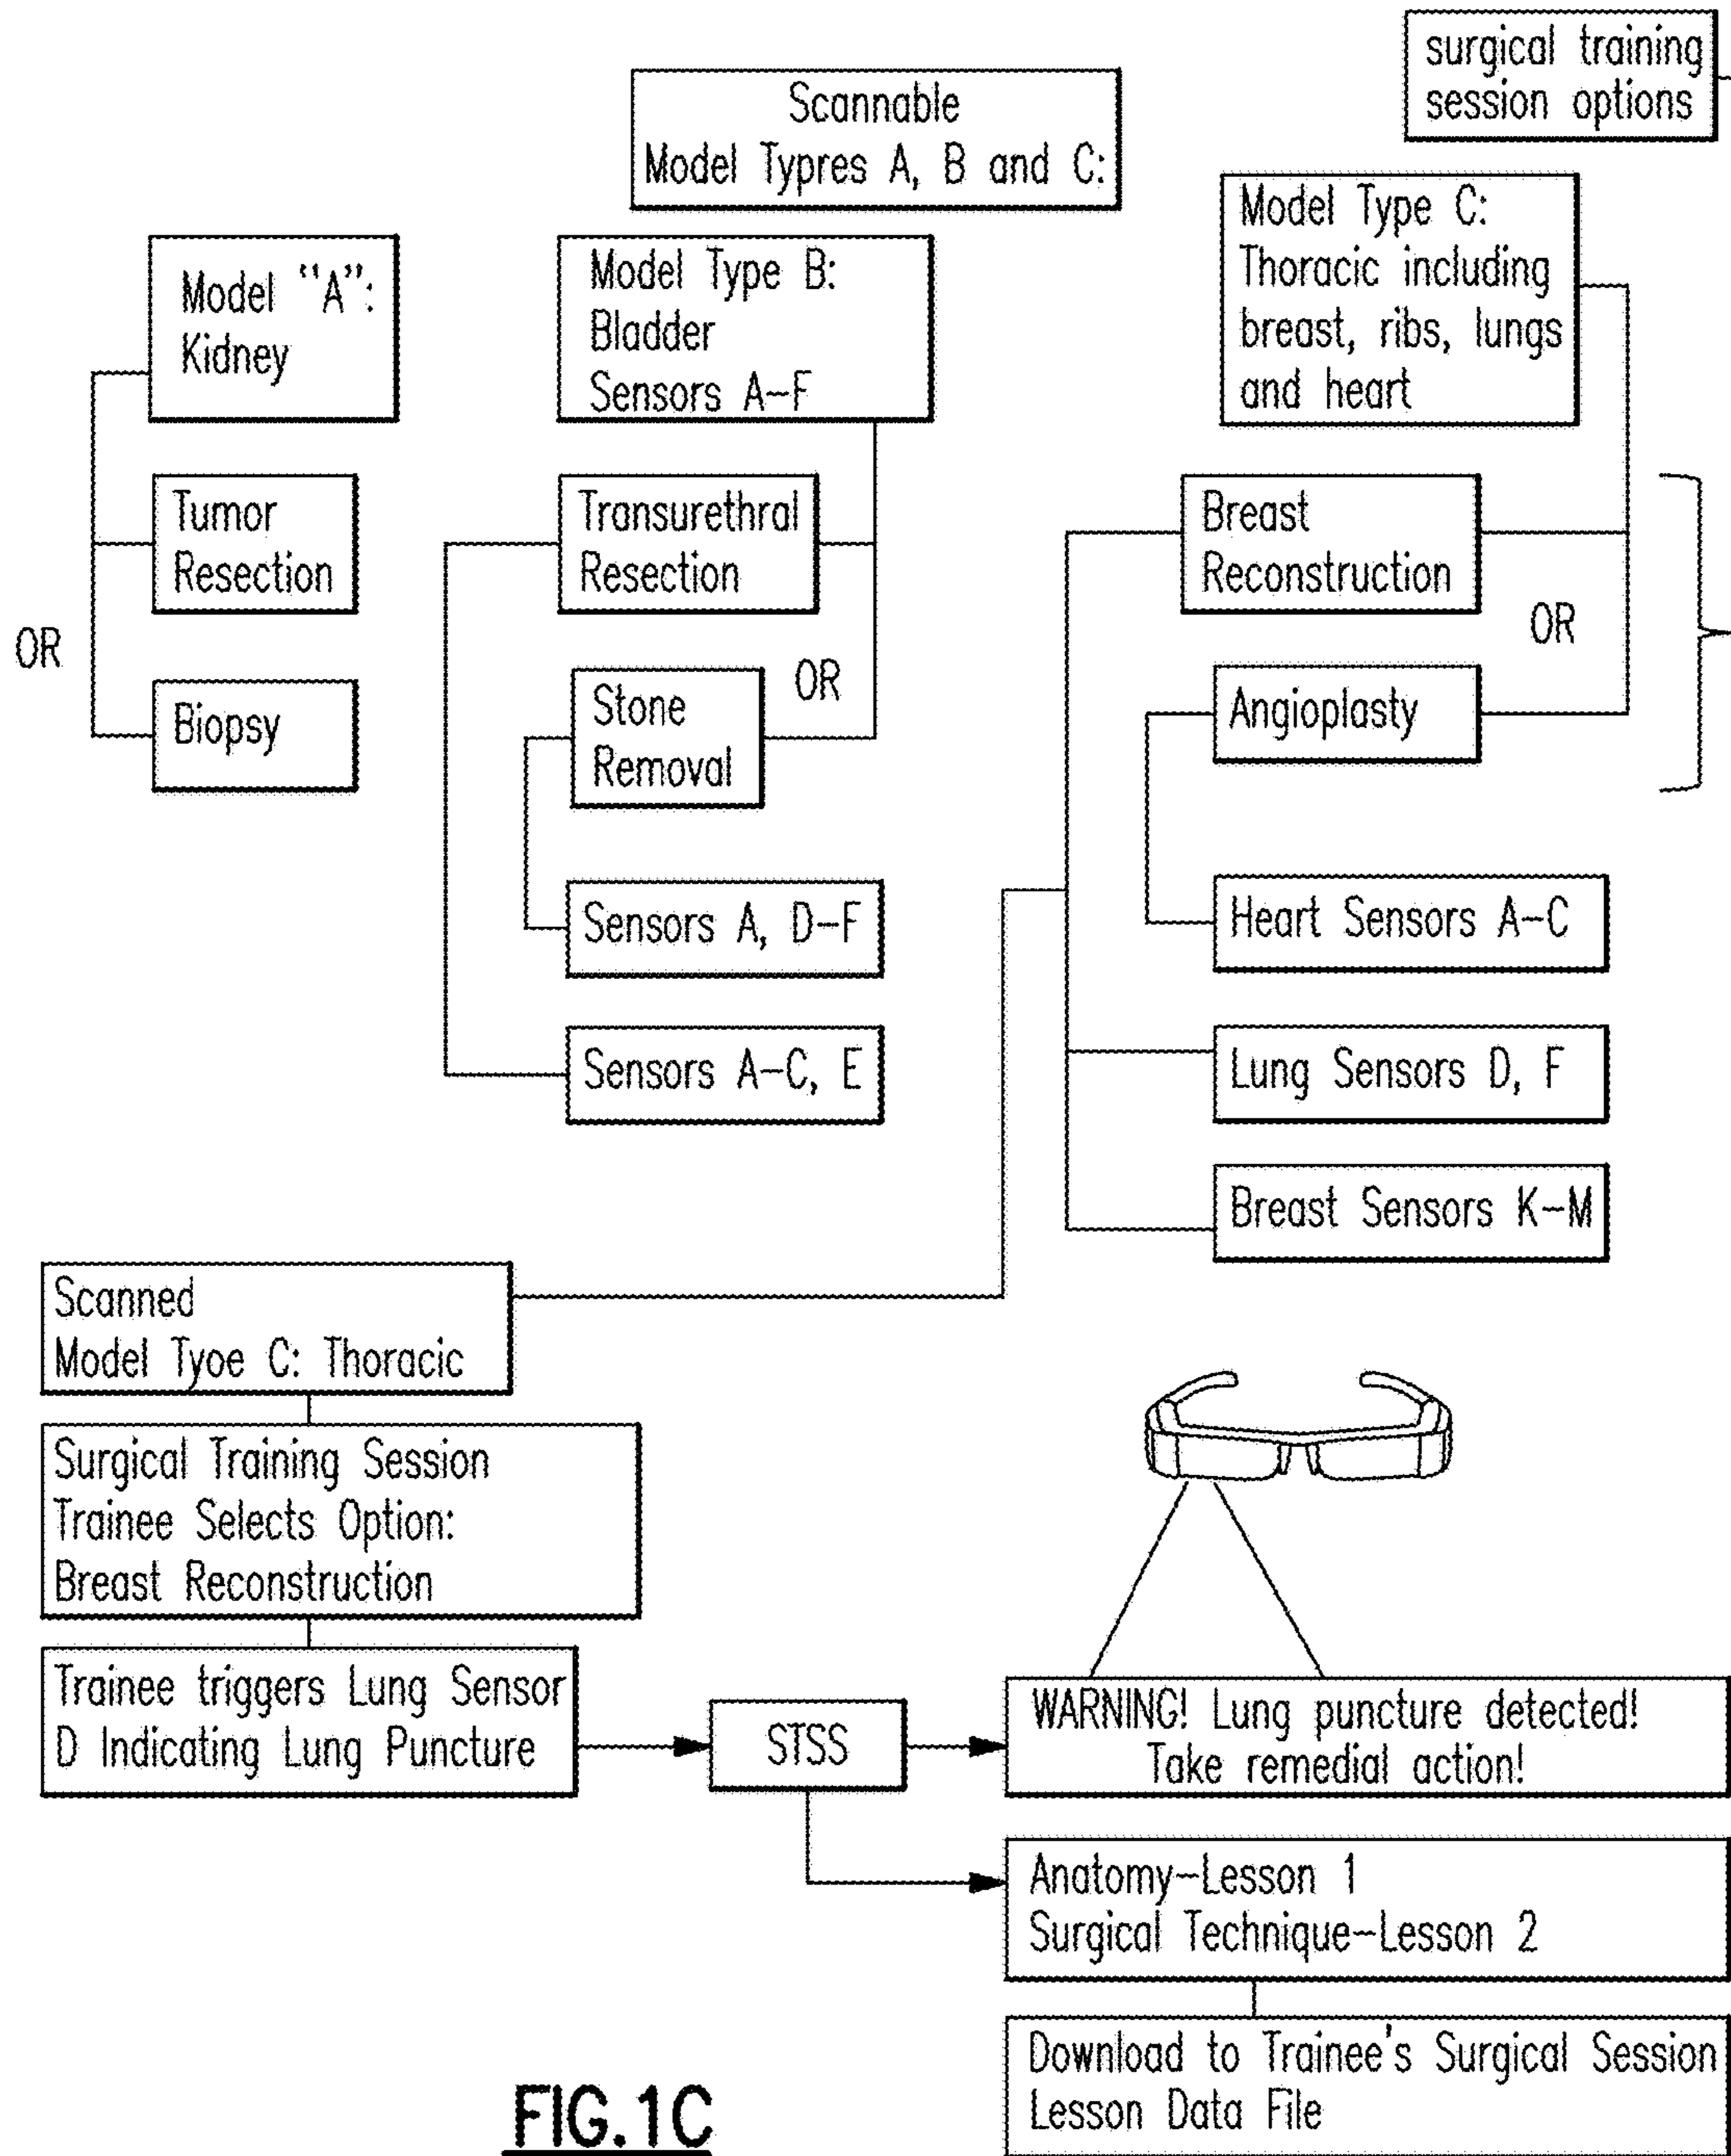 surgical training
session options
Scannable
Model Typres A, B and C:
Model "A":
Kidney
Model Type B:
Bladder
Sensors A-F
Model Type C:
Thoracic including
breast, ribs, lungs
and heart
Tumor
Resection
OR
Biopsy
Transurethral
Resection
OR
Stone
Removal
Sensors A, D-F
Sensors A-C, E
Breast
Reconstruction
OR
Angioplasty
Heart Sensors A-C
Lung Sensors D, F
Breast Sensors K-M
Scanned
Model Tyoe C: Thoracic
Surgical Training Session
Trainee Selects Option:
Breast Reconstruction
Trainee triggers Lung Sensor
D Indicating Lung Puncture
STSS
WARNING! Lung puncture detected!
Take remedial action!
Anatomy-Lesson 1
Surgical Technique-Lesson 2
Download to Trainee's Surgical Session
Lesson Data File
FIG.1C